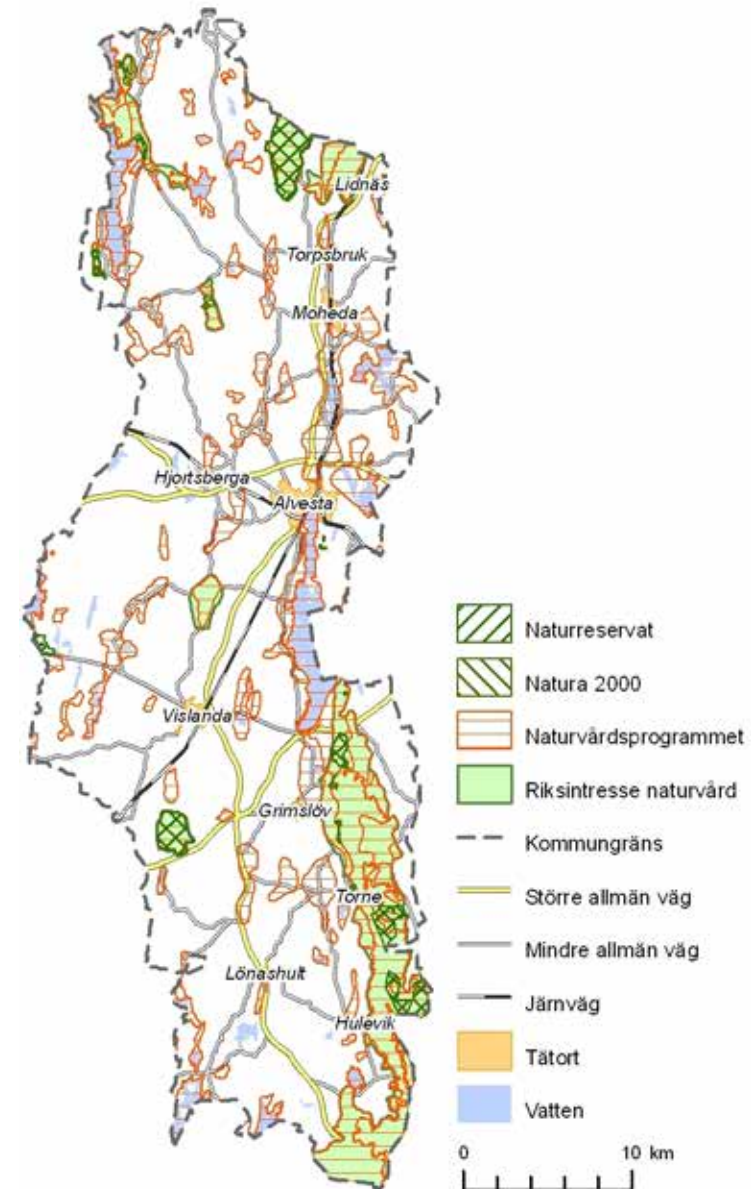 Lidnäs
Torpsbruk
Moheda
Hjortsberga
Alvesta
Vislanda
Grimslöv
Torne
Lönashult
Hulevik
Naturreservat
Natura 2000
Naturvårdsprogrammet
Riksintresse naturvård
Kommungräns
Större allmän väg
Mindre allmän väg
Järnväg
Tätort
Vatten
0 10 km